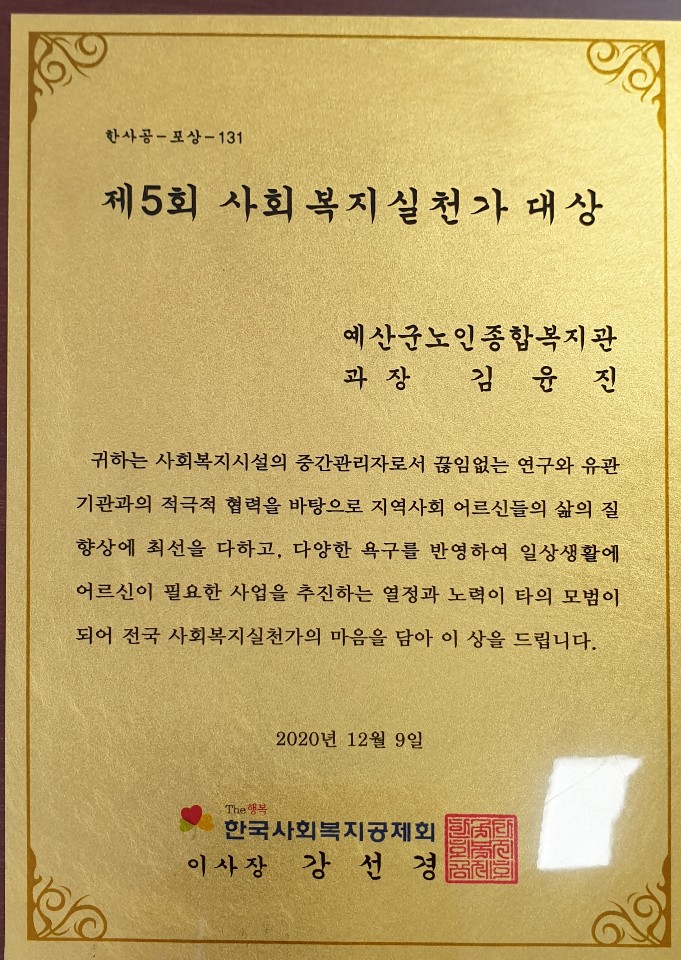 한사공-포상-131
제5회 사회복지실천가 대상
예산군노인종합복지관
과 장 김 윤 진
귀하는 사회복지시설의 중간관리자로서 끊임없는 연구와 유관
기관과의 적극적 협력을 바탕으로 지역사회 어르신들의 삶의 질
향상에 최선을 다하고, 다양한 욕구를 반영하여 일상생활에
어르신이 필요한 사업을 추진하는 열정과 노력이 타의 모범이
되어 전국 사회복지실천가의 마음을 담아 이 상을 드립니다.
2020년 12월 9일
The행복
한국사회복지공제회
이사장 강 선 경